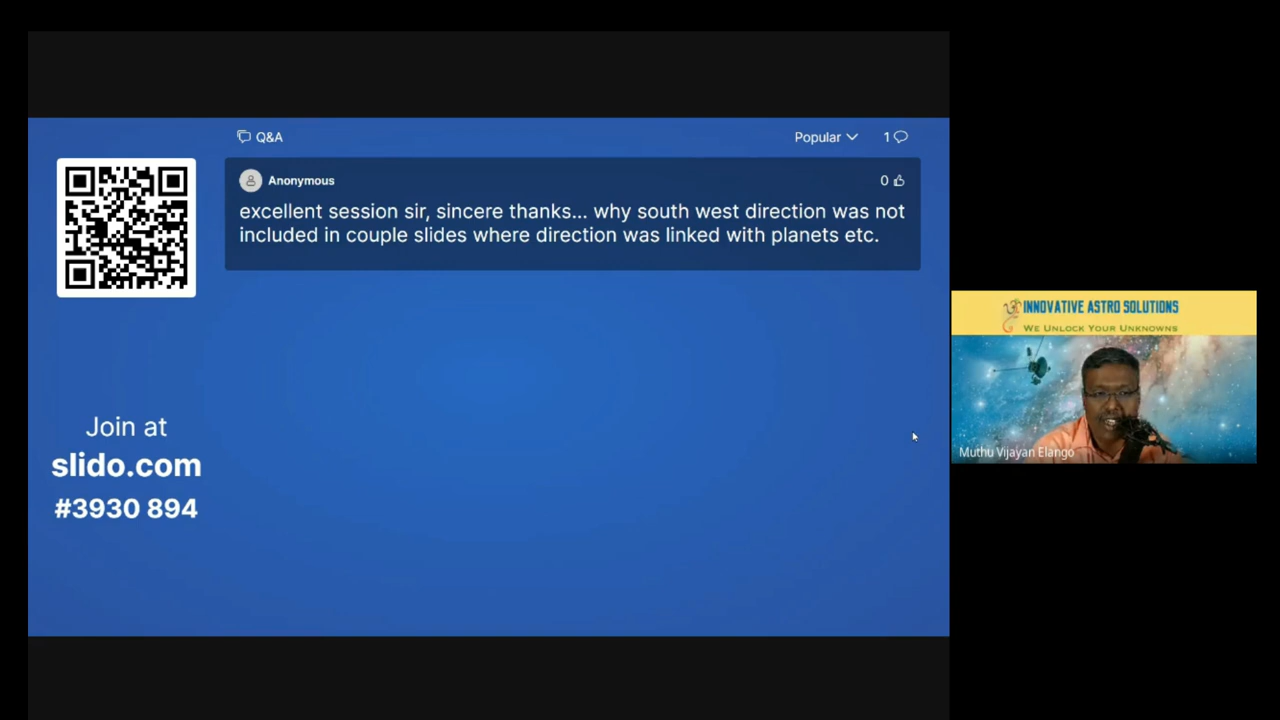 Q&A
Popular
1
Anonymous
0
excellent session sir, sincere thanks... why south west direction was not
included in couple slides where direction was linked with planets etc.
Join at
slido.com
#3930 894
INNOVATIVE ASTRO SOLUTIONS
WE UNLOCK YOUR UNKNOWNS
Muthu Vijayan Elango